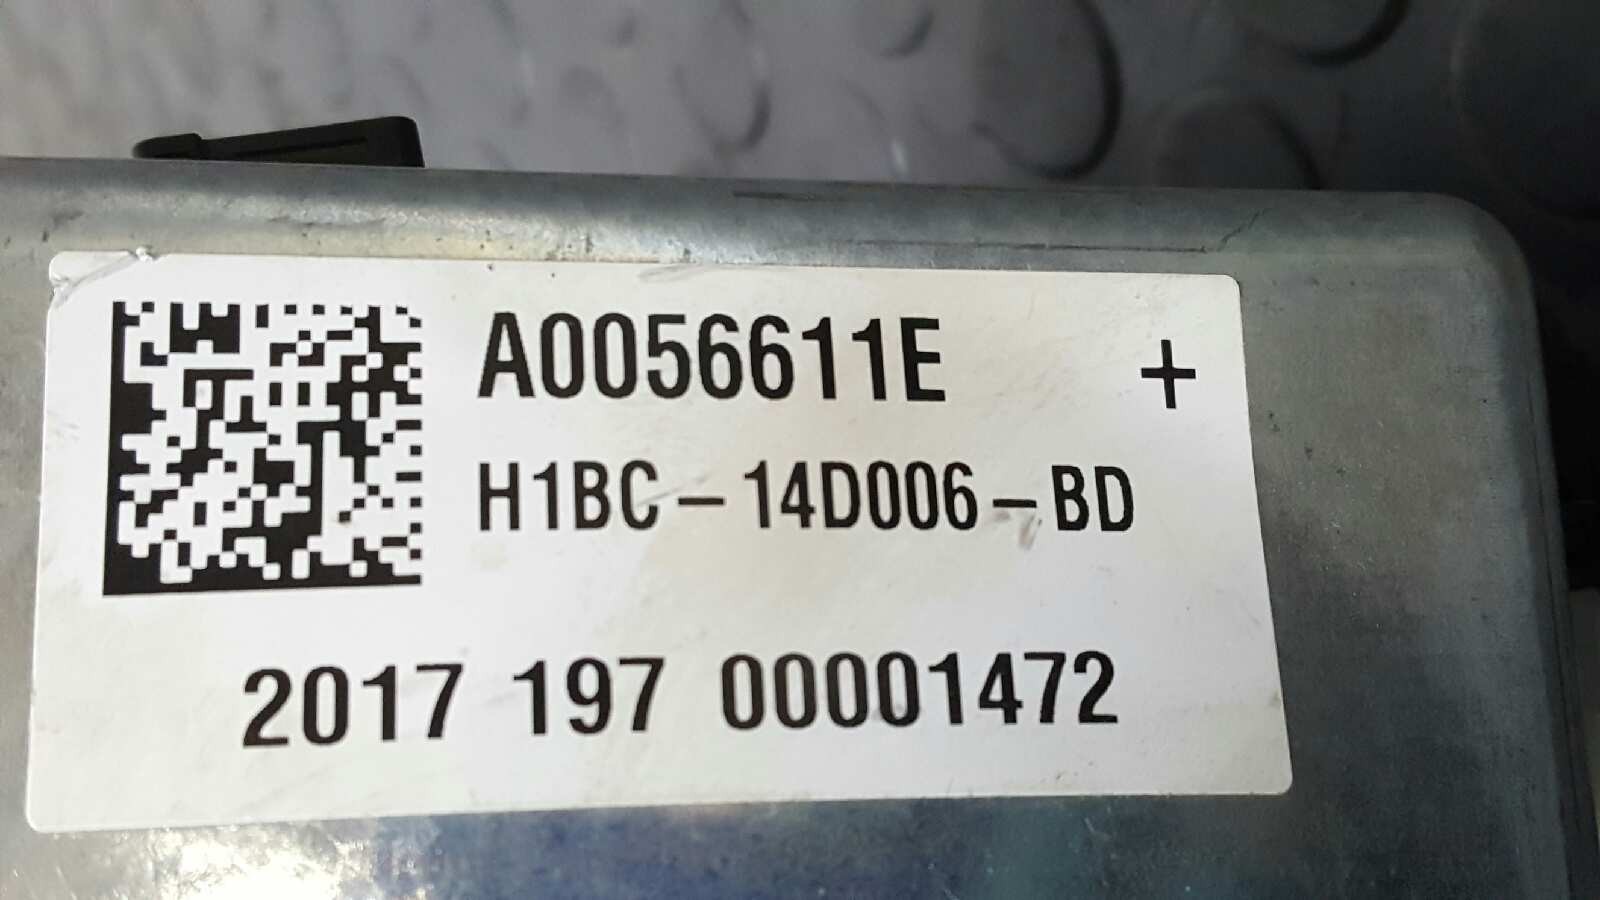 A0056611E +
H1BC-14D006-BD
2017 197 00001472